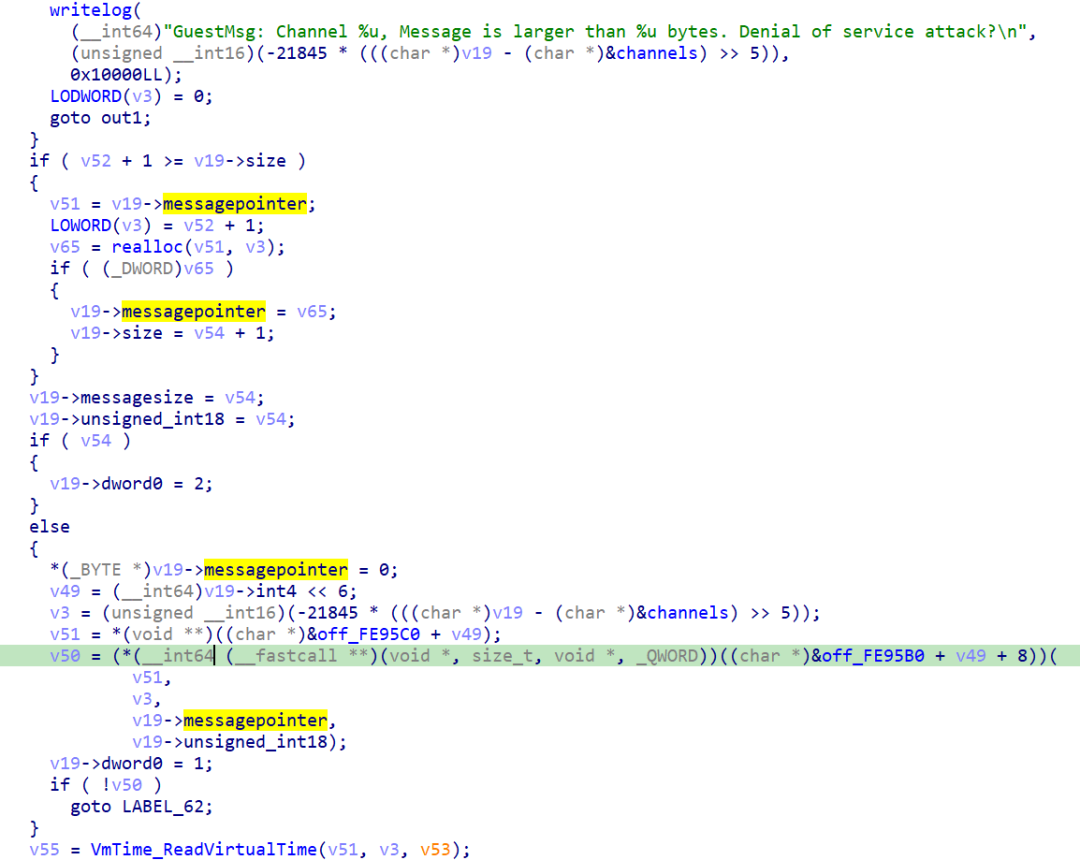 writelog(
(__int64)"GuestMsg: Channel %u, Message is larger than %u bytes. Denial of service attack?\n",
(unsigned __int16)(-21845 * (((char *)v19 - (char *)&channels) >> 5)),
0x10000LL);
LODWORD(v3) = 0;
goto out1;
}
if ( v52 + 1 >= v19->size )
{
v51 = v19->messagepointer;
LOWORD(v3) = v52 + 1;
v65 = realloc(v51, v3);
if ( (_DWORD)v65 )
{
v19->messagepointer = v65;
v19->size = v54 + 1;
}
}
v19->messagesize = v54;
v19->unsigned_int18 = v54;
if ( v54 )
{
v19->dword0 = 2;
}
else
{
*(_BYTE *)v19->messagepointer = 0;
v49 = (__int64)v19->int4 << 6;
v3 = (unsigned __int16)(-21845 * (((char *)v19 - (char *)&channels) >> 5));
v51 = *(void **)((char *)&off_FE95C0 + v49);
v50 = (*(__int64 (__fastcall **)(void *, size_t, void *, _QWORD))((char *)&off_FE95B0 + v49 + 8))(
v51,
v3,
v19->messagepointer,
v19->unsigned_int18);
v19->dword0 = 1;
if ( !v50 )
goto LABEL_62;
}
v55 = VmTime_ReadVirtualTime(v51, v3, v53);